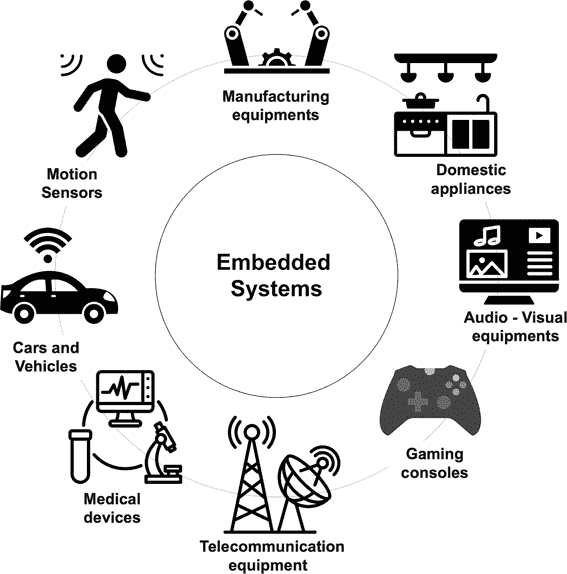 Manufacturing
equipments
Domestic
appliances
Audio - Visual
equipments
Gaming
consoles
Telecommunication
equipment
Medical
devices
Cars and
Vehicles
Motion
Sensors
Embedded
Systems